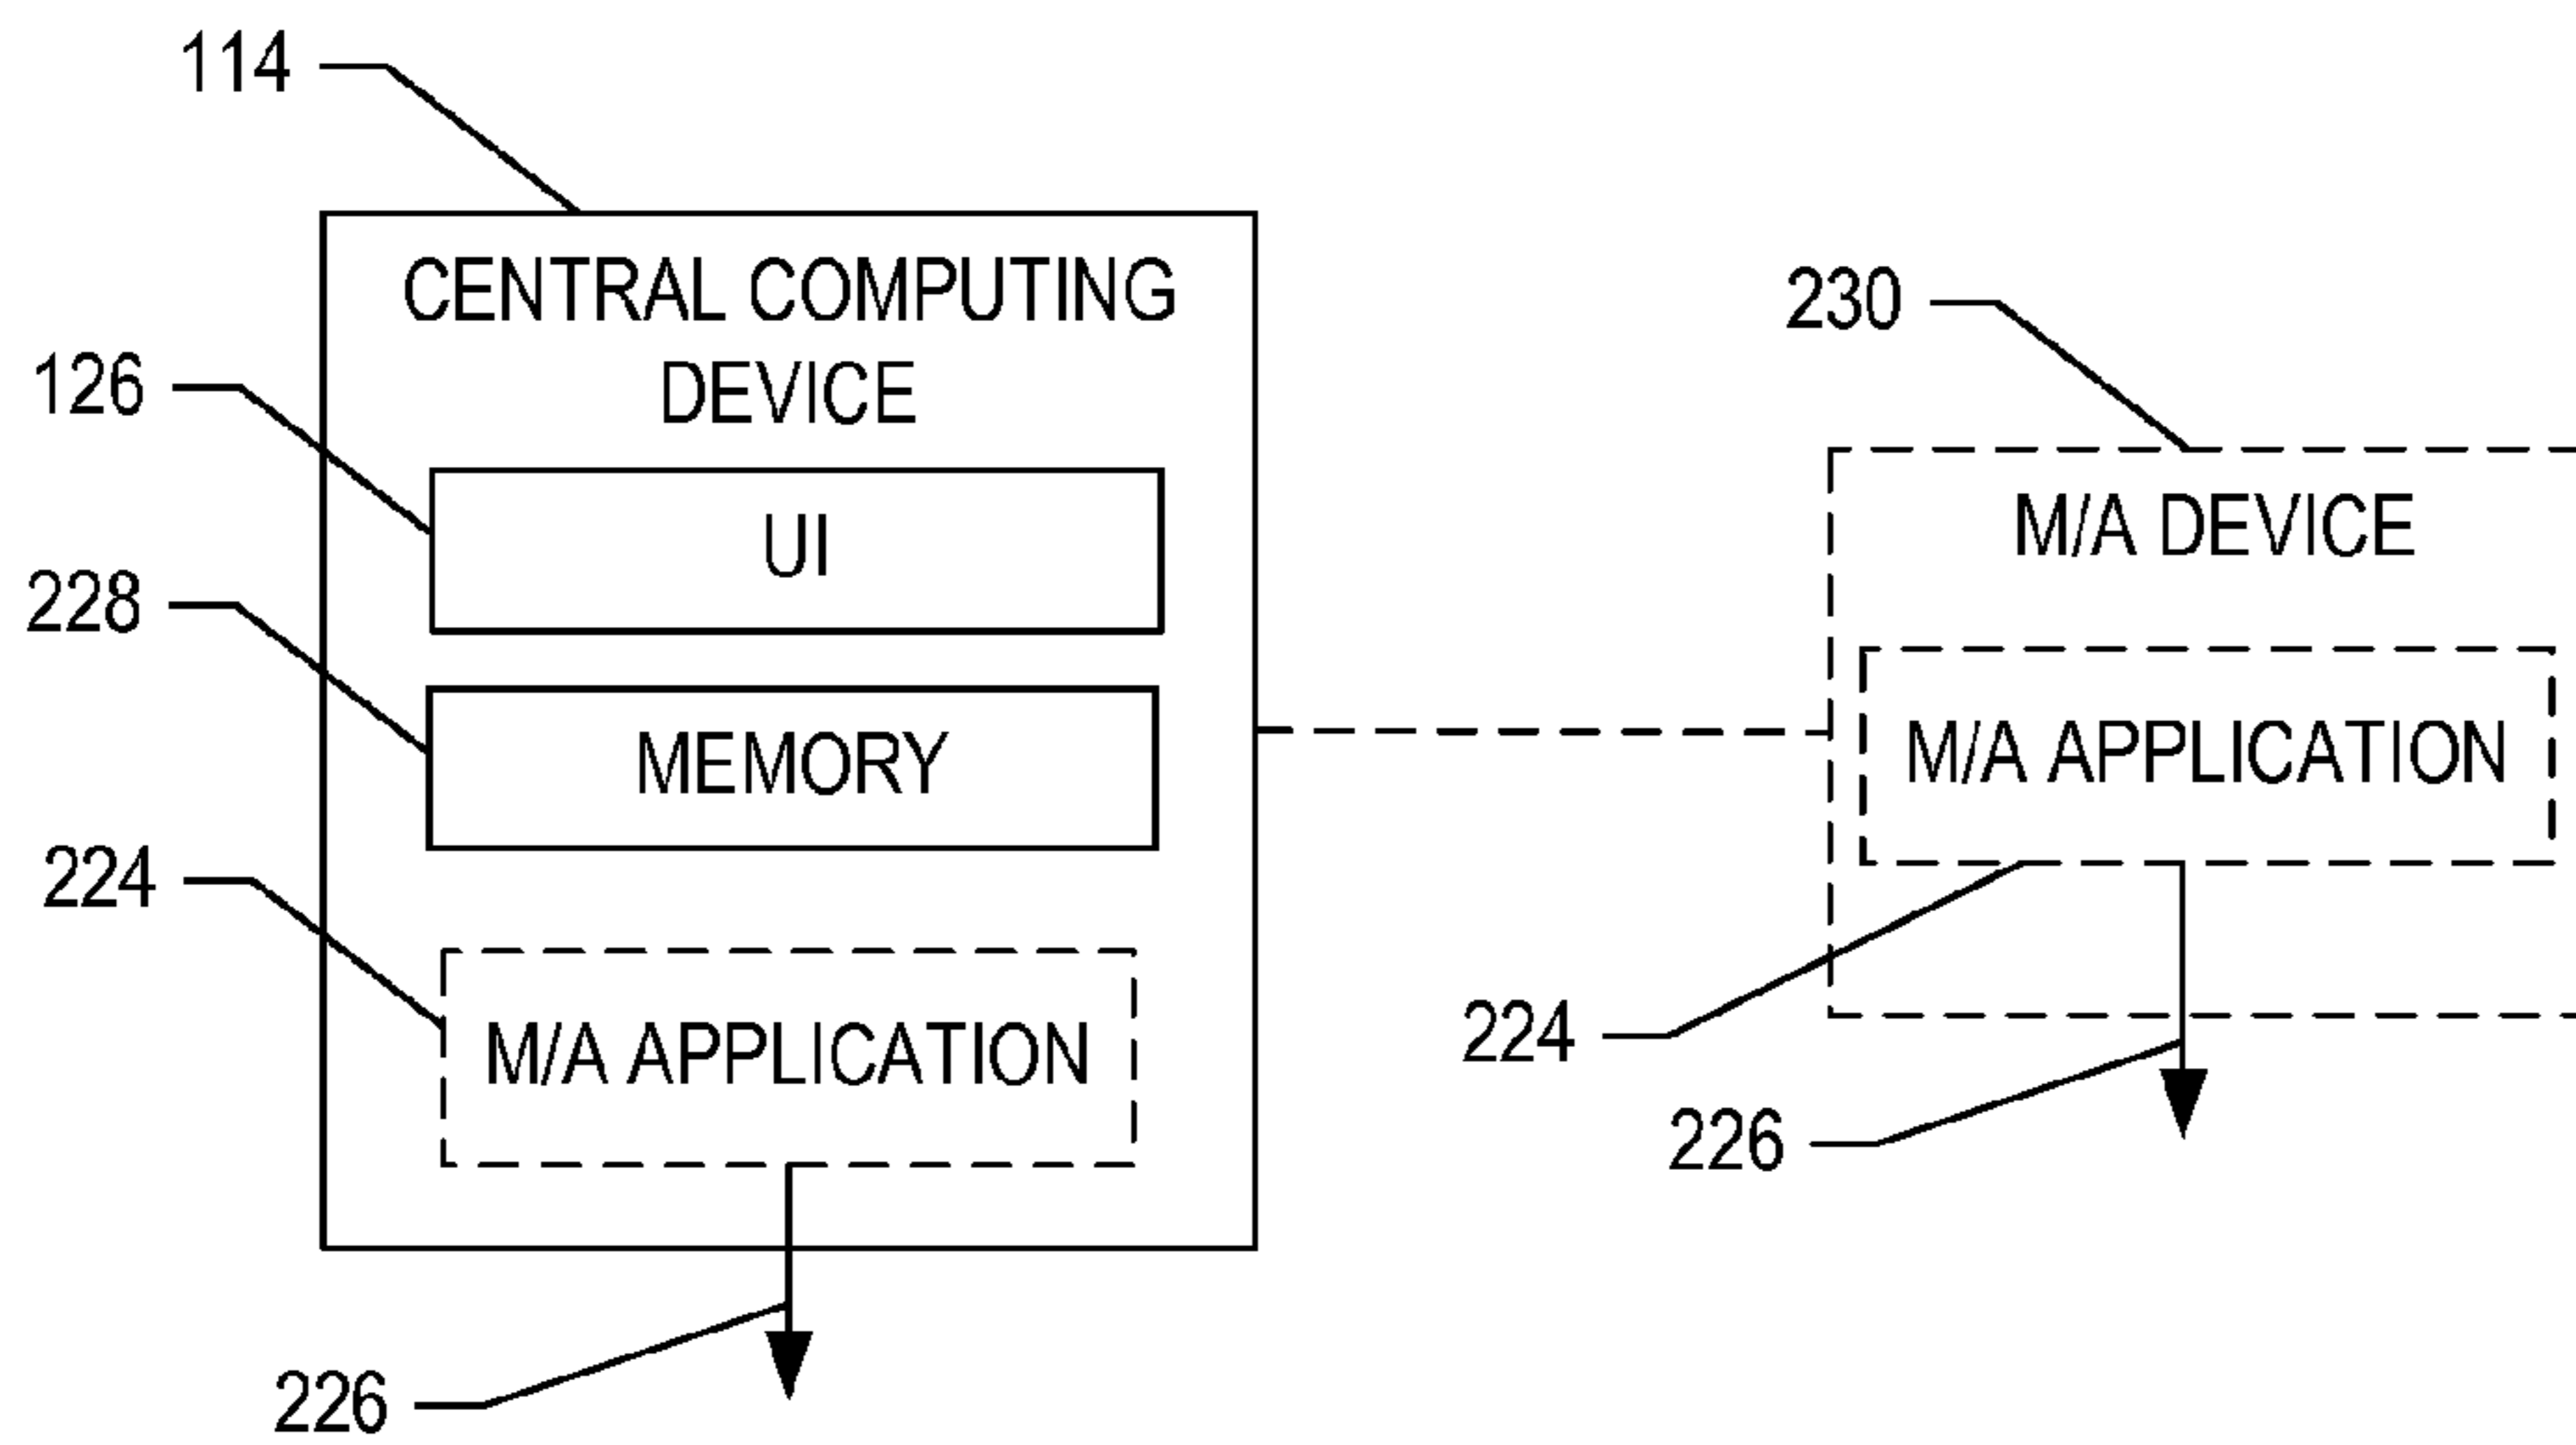 114
CENTRAL COMPUTING
DEVICE
126
UI
228
MEMORY
224
M/A APPLICATION
226
230
M/A DEVICE
M/A APPLICATION
224
226